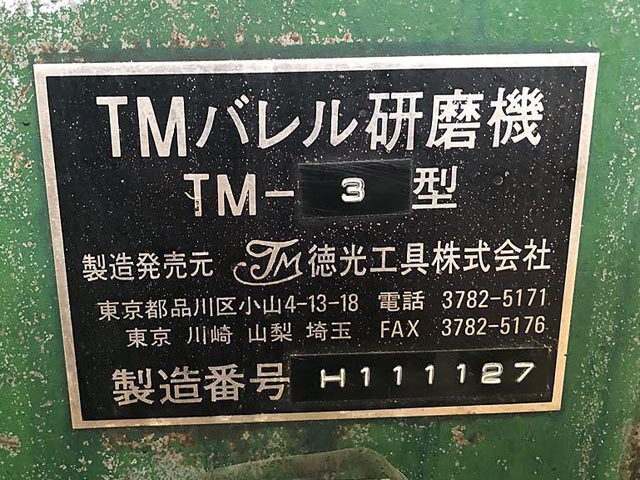 TMバレル研磨機
TM-3型
製造発売元 TM 徳光工具株式会社
東京都品川区小山4-13-18 電話 3782-5171
東京 川崎 山梨 埼玉 FAX 3782-5176
製造番号 H111127